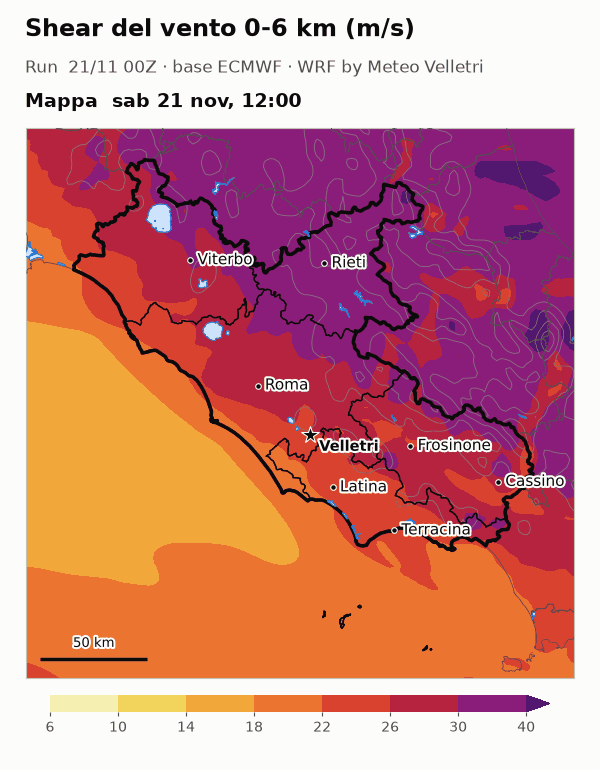 Shear del vento 0-6 km (m/s)
Run  21/11 00Z · base ECMWF · WRF by Meteo Velletri
Mappa  sab 21 nov, 12:00
Viterbo
Rieti
Roma
Velletri
Frosinone
Latina
Cassino
Terracina
50 km
6 10 14 18 22 26 30 40